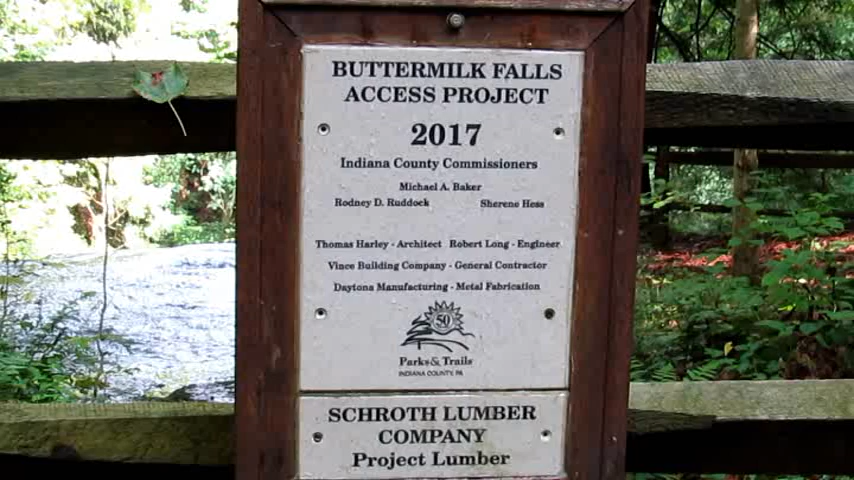 BUTTERMILK FALLS
ACCESS PROJECT
2017
Indiana County Commissioners
Michael A. Baker
Rodney D. Ruddock Sherene Hess
Thomas Harley - Architect Robert Long - Engineer
Vince Building Company - General Contractor
Daytona Manufacturing - Metal Fabrication
50
Parks & Trails
INDIANA COUNTY, PA
SCHROTH LUMBER
COMPANY
Project Lumber